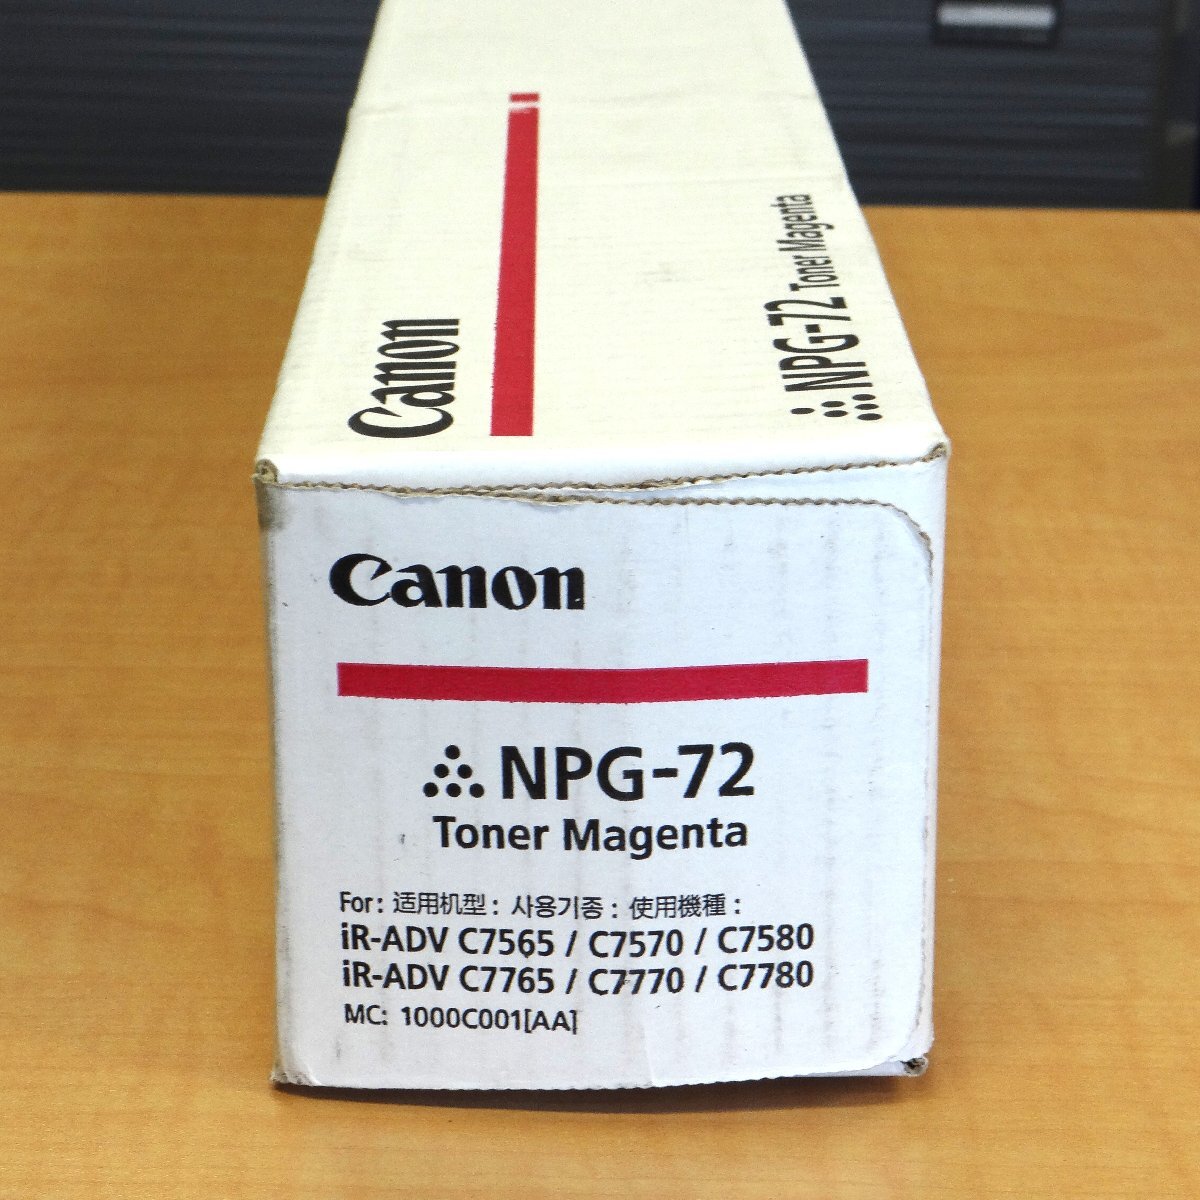 Canon
NPG-72 Toner Magenta
Canon
NPG-72
Toner Magenta
For: 适用机型: 사용기종: 使用機種:
iR-ADV C7565 / C7570 / C7580
iR-ADV C7765 / C7770 / C7780
MC: 1000C001[AA]